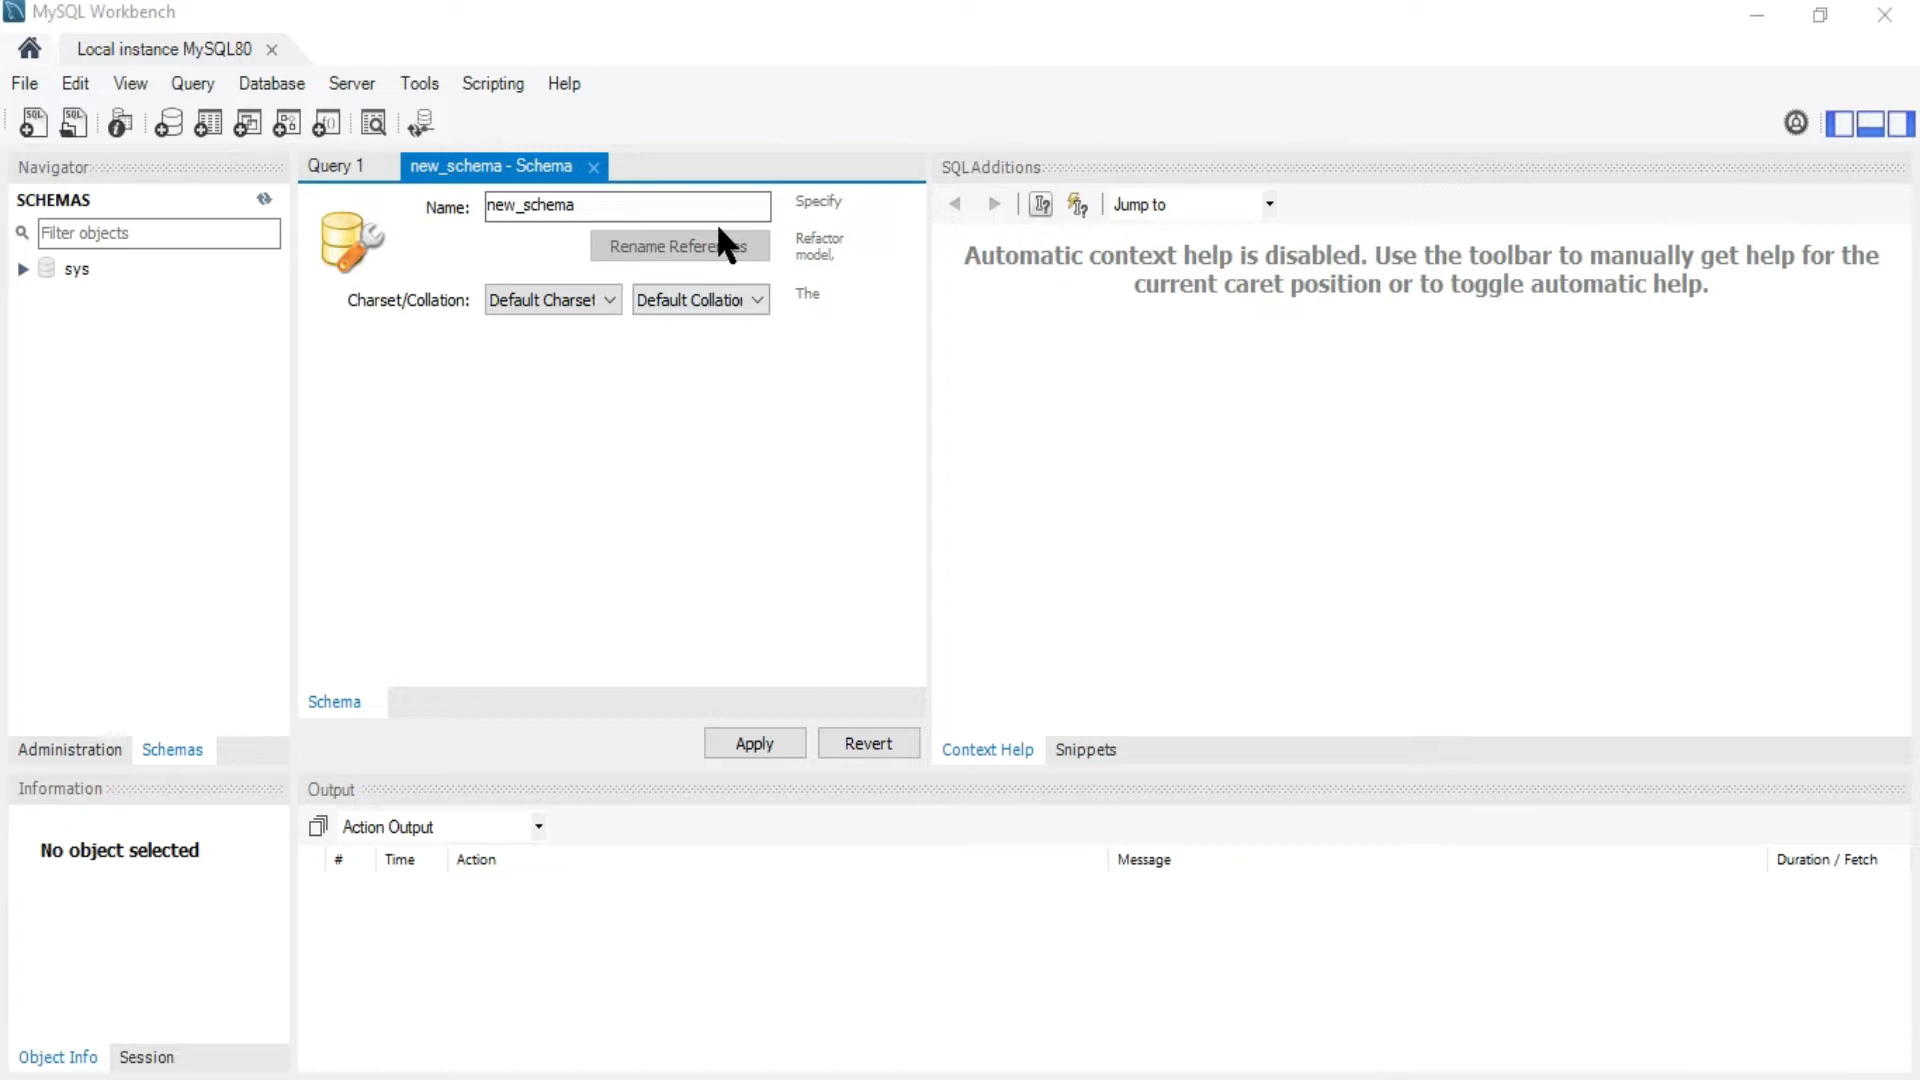 MySQL Workbench
Local instance MySQL80
File Edit View Query Database Server Tools Scripting Help
Navigator
SCHEMAS
Filter objects
sys
Administration Schemas
Information
No object selected
Object Info Session
Query 1 new_schema - Schema
Name: new_schema Specify
Rename References Refactor
model,
Charset/Collation: Default Charset Default Collation The
Schema
Apply Revert
SQLAdditions
Jump to
Automatic context help is disabled. Use the toolbar to manually get help for the
current caret position or to toggle automatic help.
Context Help Snippets
Output
Action Output
# Time Action Message Duration / Fetch